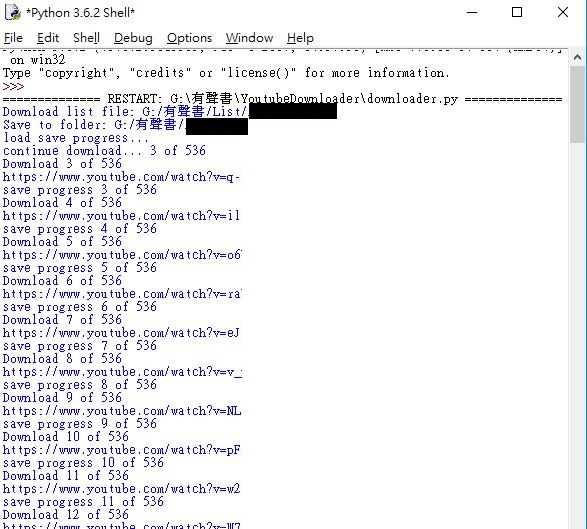 *Python 3.6.2 Shell*
File Edit Shell Debug Options Window Help
on win32
Type "copyright", "credits" or "license()" for more information.
>>>
============== RESTART: G:\有聲書\YoutubeDownloader\downloader.py ==============
Download list file: G:/有聲書/List/
Save to folder: G:/有聲書/
load save progress...
continue download... 3 of 536
Download 3 of 536
https://www.youtube.com/watch?v=q-
save progress 3 of 536
Download 4 of 536
https://www.youtube.com/watch?v=il
save progress 4 of 536
Download 5 of 536
https://www.youtube.com/watch?v=o6
save progress 5 of 536
Download 6 of 536
https://www.youtube.com/watch?v=ra
save progress 6 of 536
Download 7 of 536
https://www.youtube.com/watch?v=eJ
save progress 7 of 536
Download 8 of 536
https://www.youtube.com/watch?v=v_
save progress 8 of 536
Download 9 of 536
https://www.youtube.com/watch?v=NL
save progress 9 of 536
Download 10 of 536
https://www.youtube.com/watch?v=pF
save progress 10 of 536
Download 11 of 536
https://www.youtube.com/watch?v=w2
save progress 11 of 536
Download 12 of 536
https://www.youtube.com/watch?v=W7